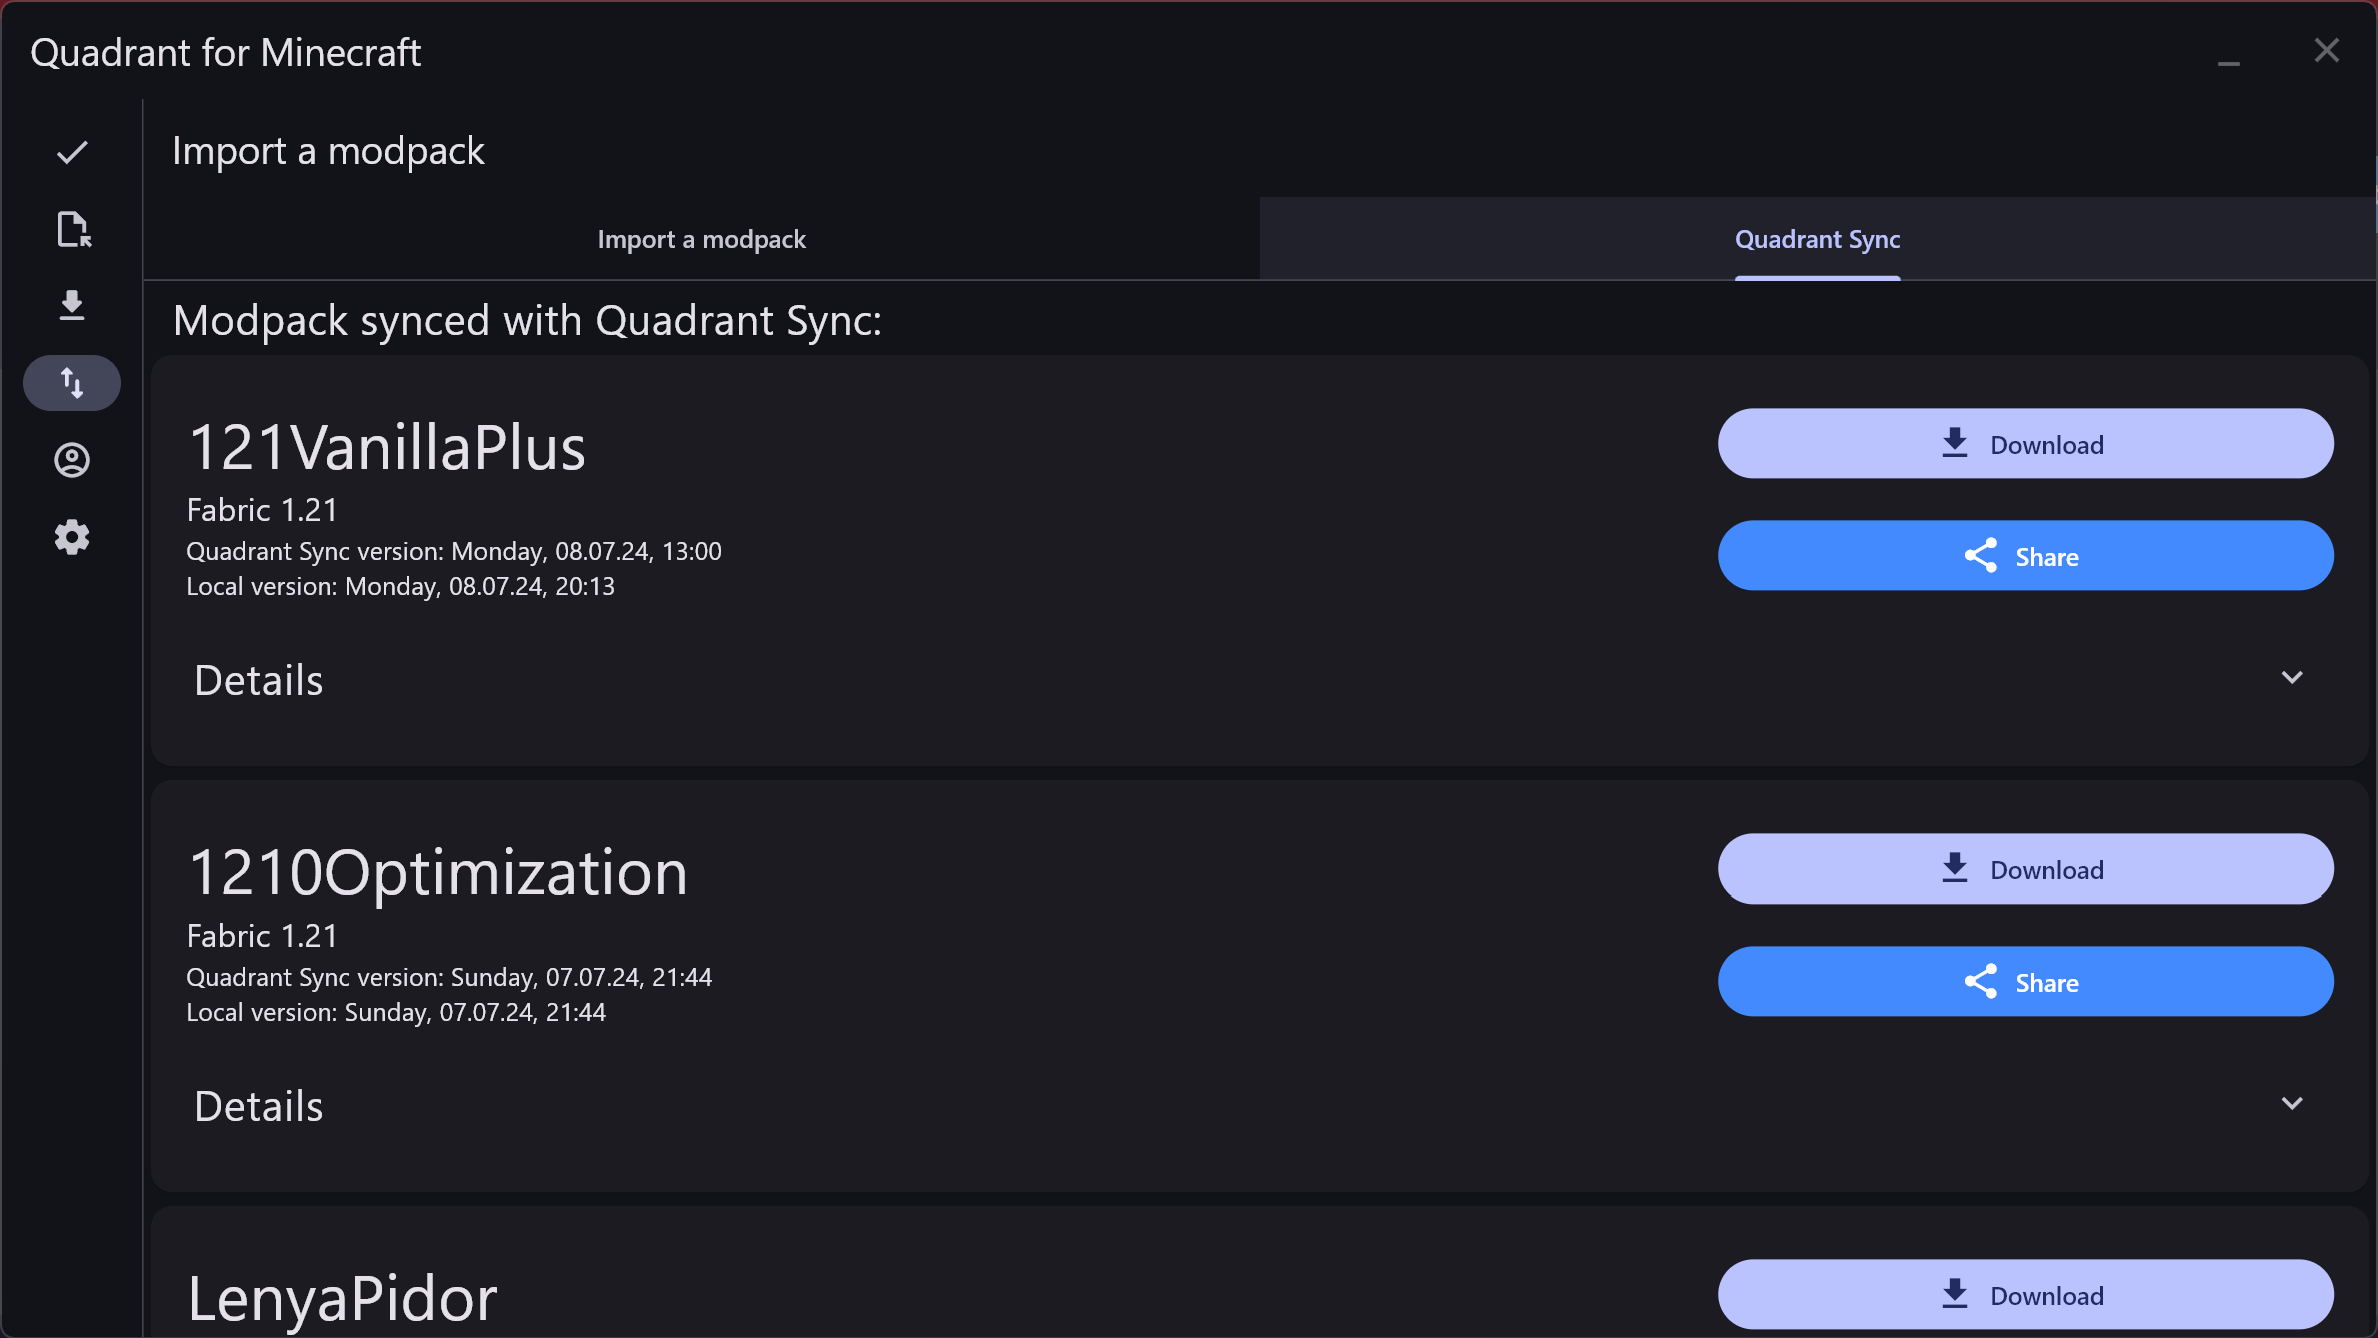 Quadrant for Minecraft
Import a modpack
Import a modpack
Quadrant Sync
Modpack synced with Quadrant Sync:
121VanillaPlus
Fabric 1.21
Quadrant Sync version: Monday, 08.07.24, 13:00
Local version: Monday, 08.07.24, 20:13
Download
Share
Details
1210Optimization
Fabric 1.21
Quadrant Sync version: Sunday, 07.07.24, 21:44
Local version: Sunday, 07.07.24, 21:44
Download
Share
Details
LenyaPidor
Download